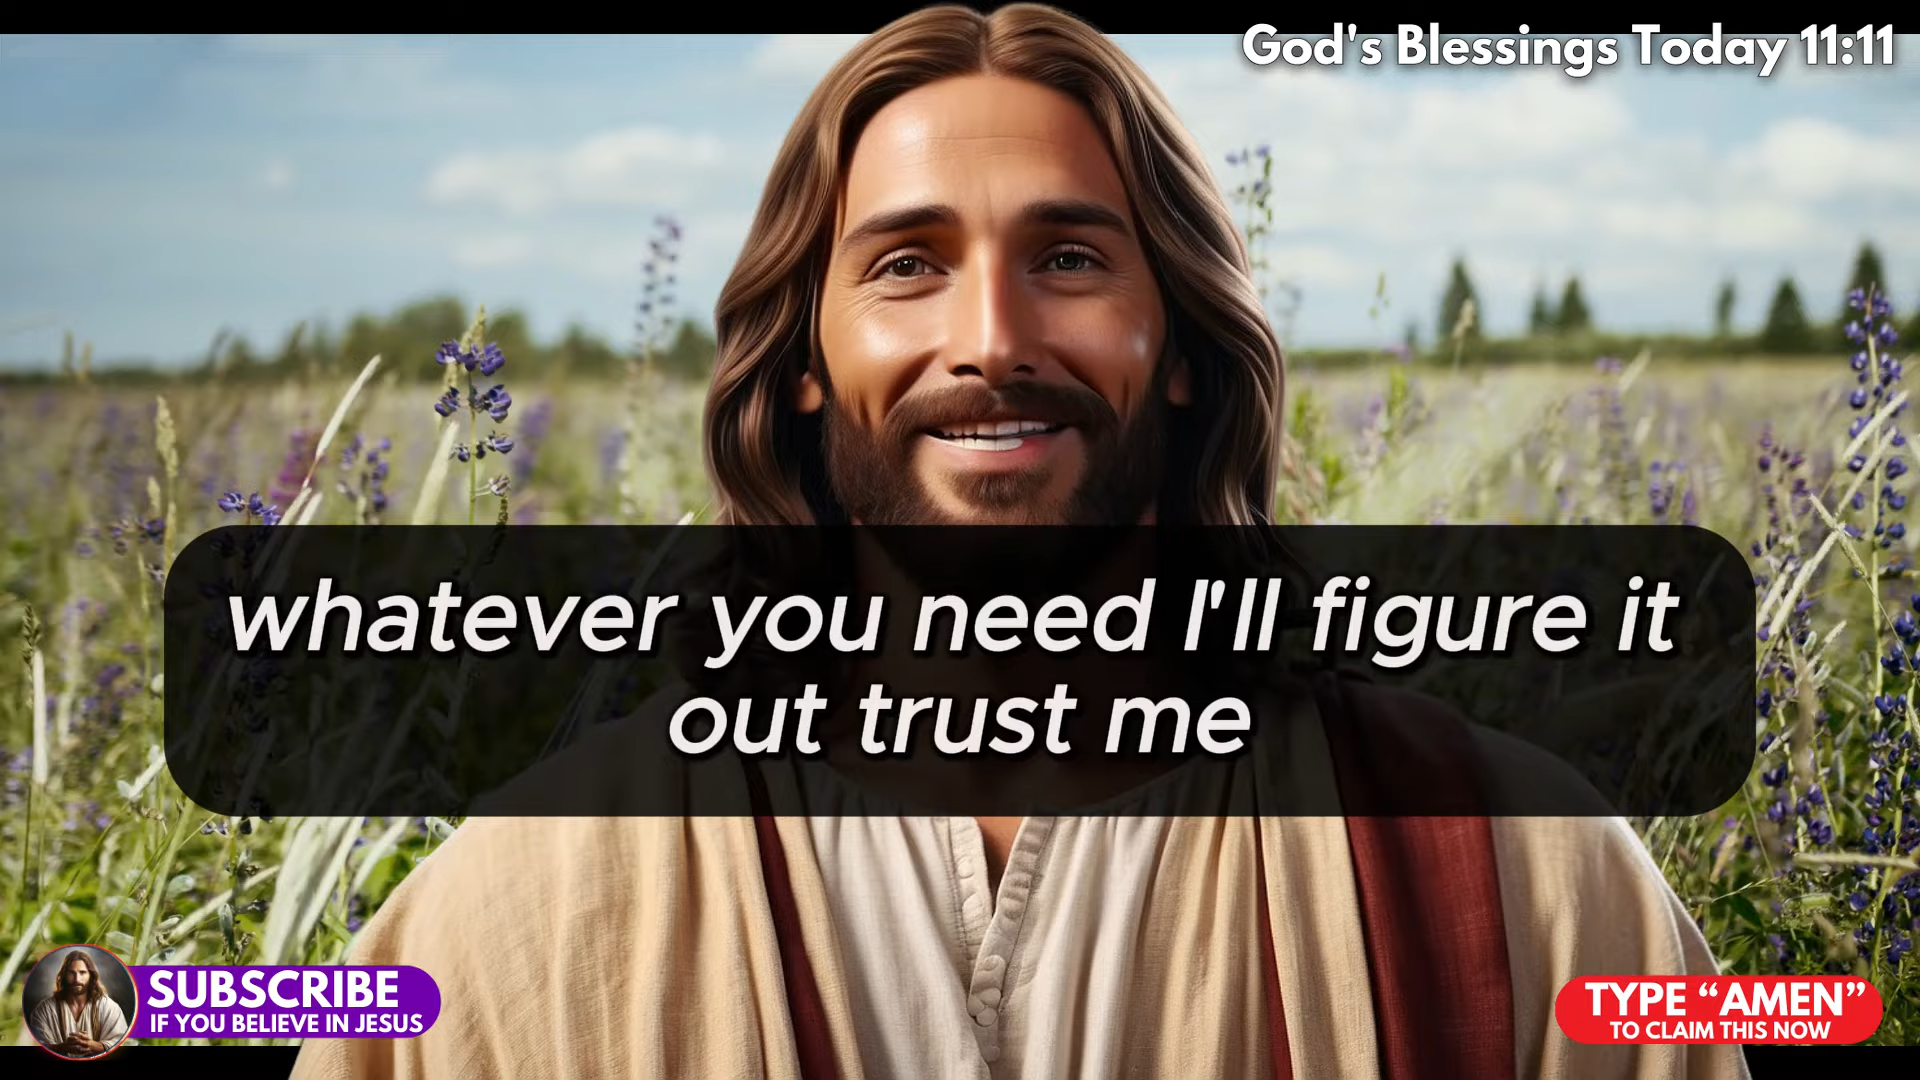 God's Blessings Today 11:11
whatever you need I'll figure it
out trust me
SUBSCRIBE
IF YOU BELIEVE IN JESUS
TYPE “AMEN”
TO CLAIM THIS NOW